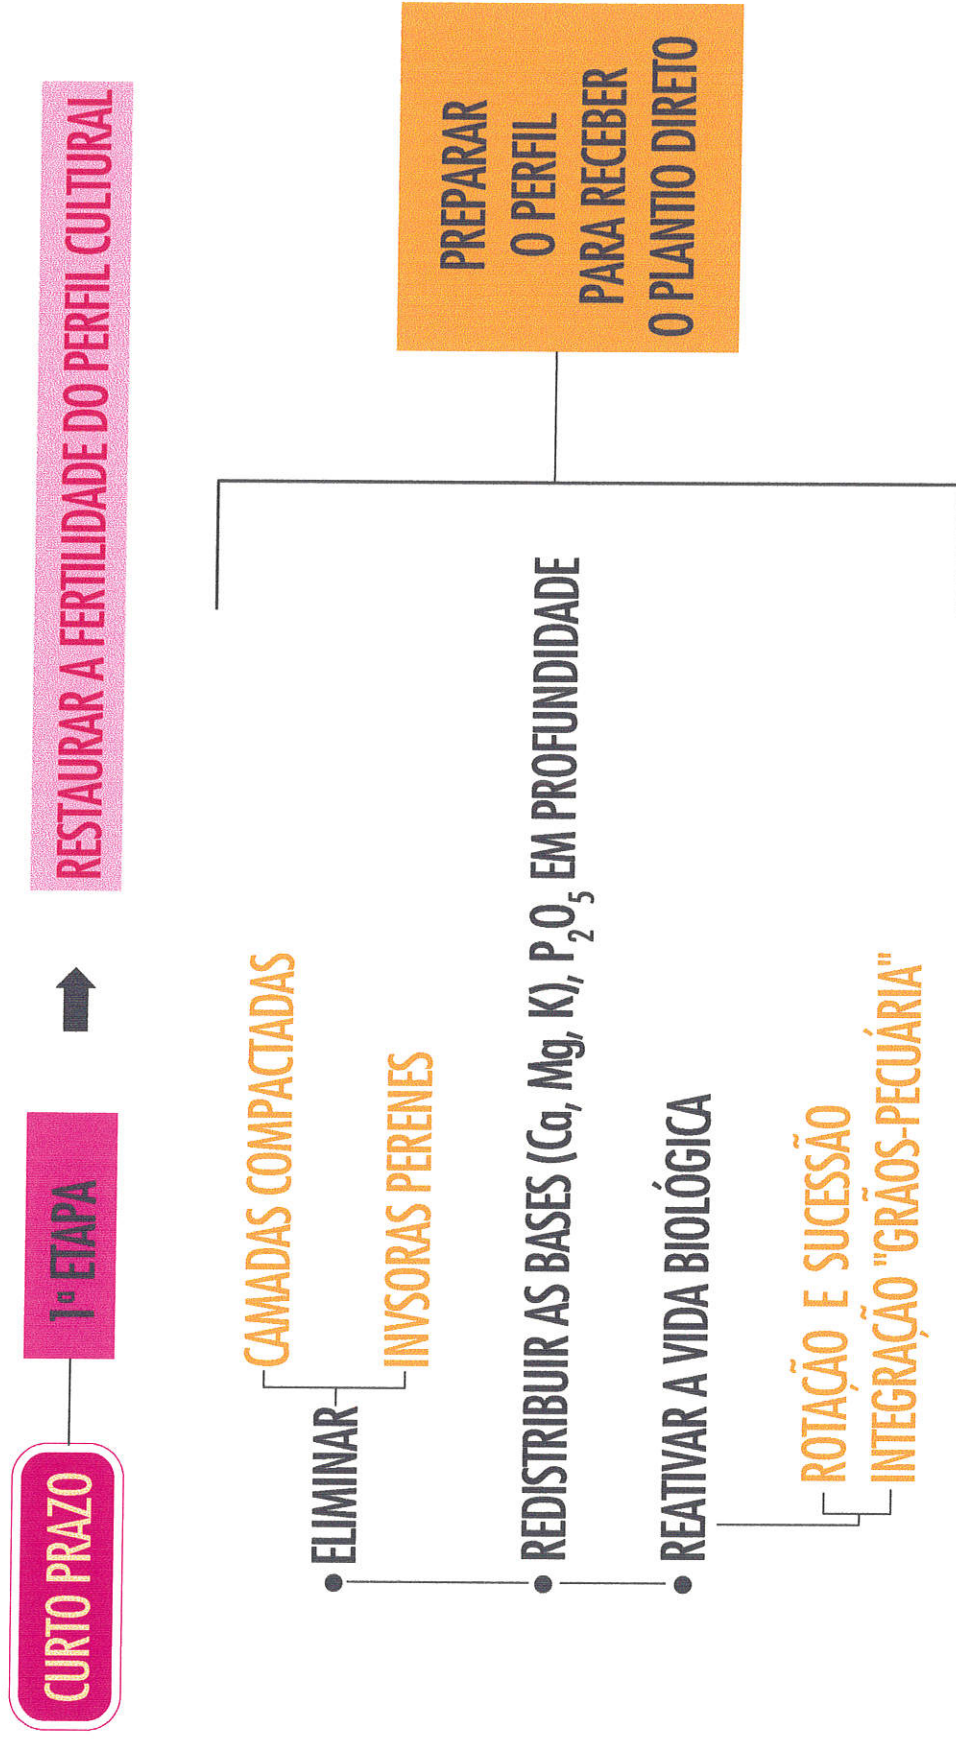 CURTO PRAZO
1º ETAPA
RESTAURAR A FERTILIDADE DO PERFIL CULTURAL
ELIMINAR
CAMADAS COMPACTADAS
INVSORAS PERENES
REDISTRIBUIR AS BASES (Ca, Mg, K), P₂O₅ EM PROFUNDIDADE
REATIVAR A VIDA BIOLÓGICA
ROTAÇÃO E SUCESSÃO
INTEGRAÇÃO "GRÃOS-PECUÁRIA"
PREPARAR
O PERFIL
PARA RECEBER
O PLANTIO DIRETO